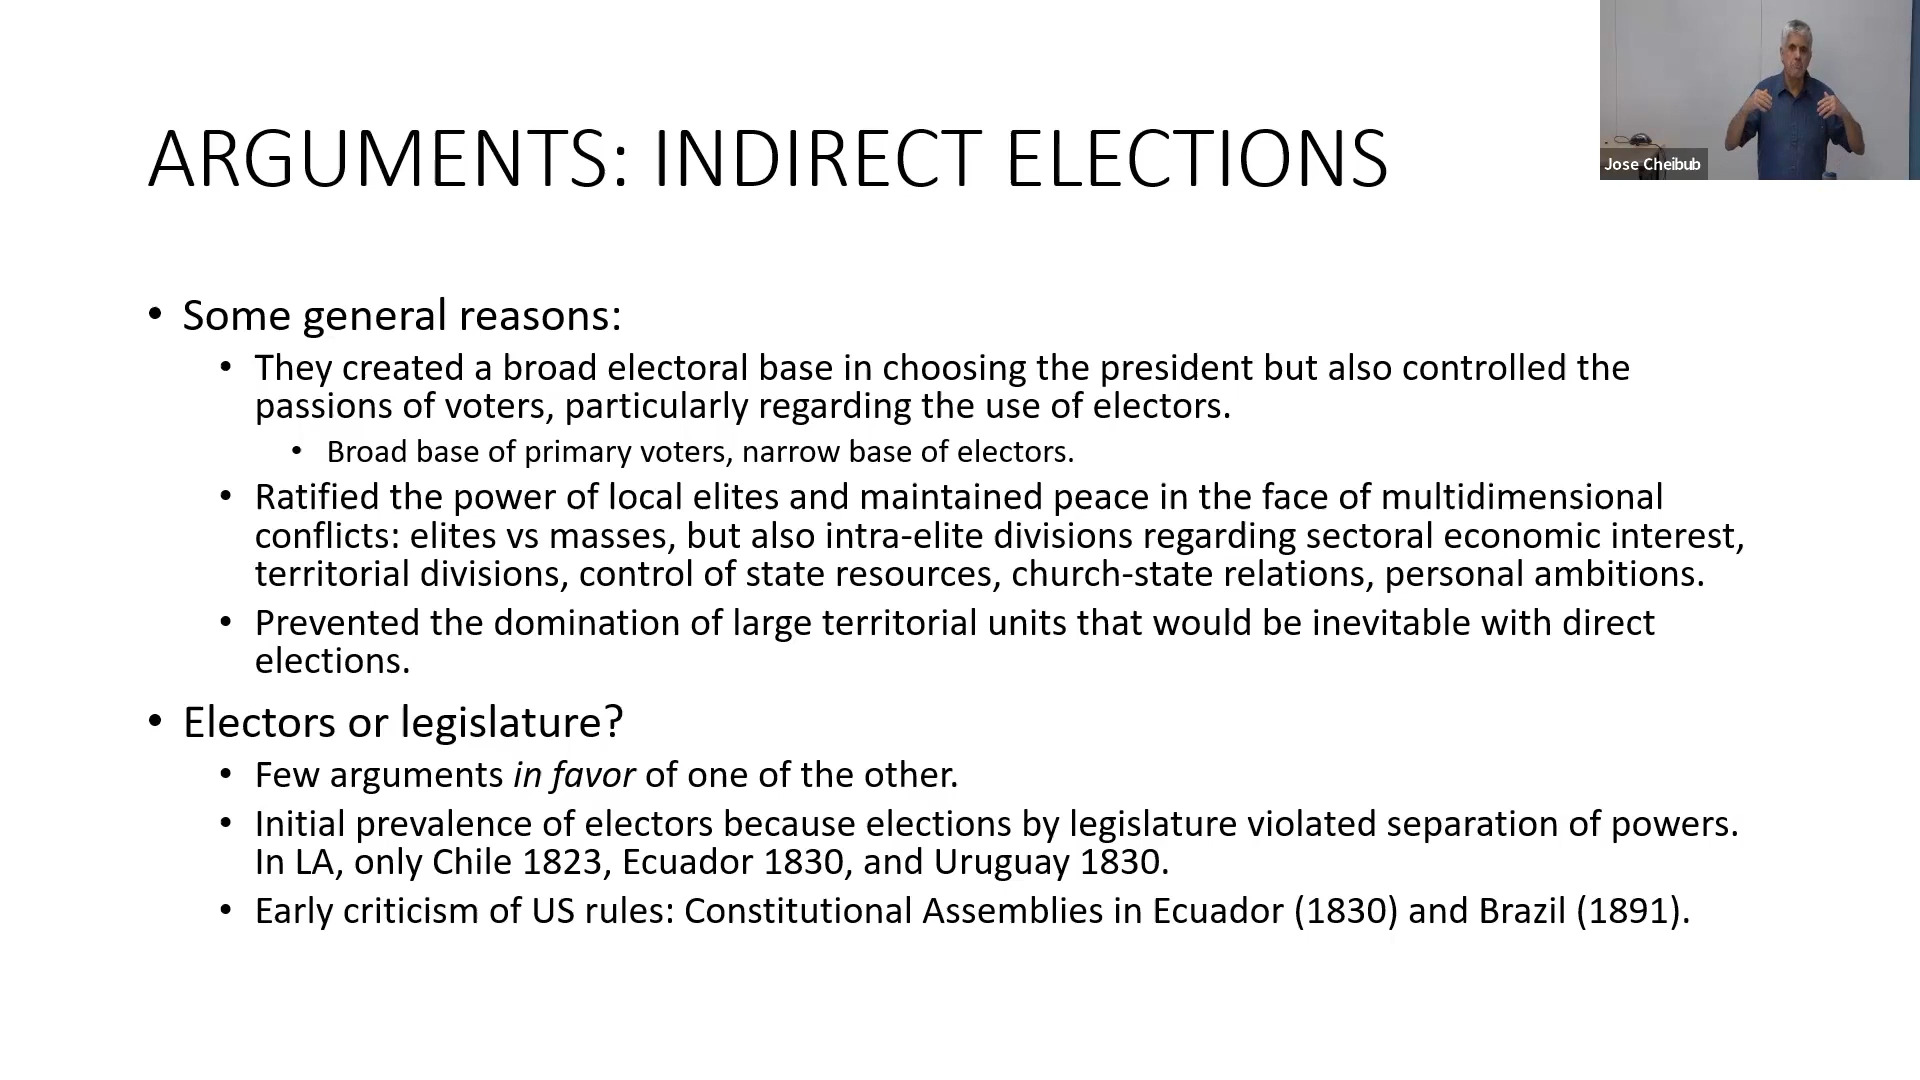 Jose Cheibub
ARGUMENTS: INDIRECT ELECTIONS
• Some general reasons:
• They created a broad electoral base in choosing the president but also controlled the
passions of voters, particularly regarding the use of electors.
• Broad base of primary voters, narrow base of electors.
• Ratified the power of local elites and maintained peace in the face of multidimensional
conflicts: elites vs masses, but also intra-elite divisions regarding sectoral economic interest,
territorial divisions, control of state resources, church-state relations, personal ambitions.
• Prevented the domination of large territorial units that would be inevitable with direct
elections.
• Electors or legislature?
• Few arguments in favor of one of the other.
• Initial prevalence of electors because elections by legislature violated separation of powers.
In LA, only Chile 1823, Ecuador 1830, and Uruguay 1830.
• Early criticism of US rules: Constitutional Assemblies in Ecuador (1830) and Brazil (1891).